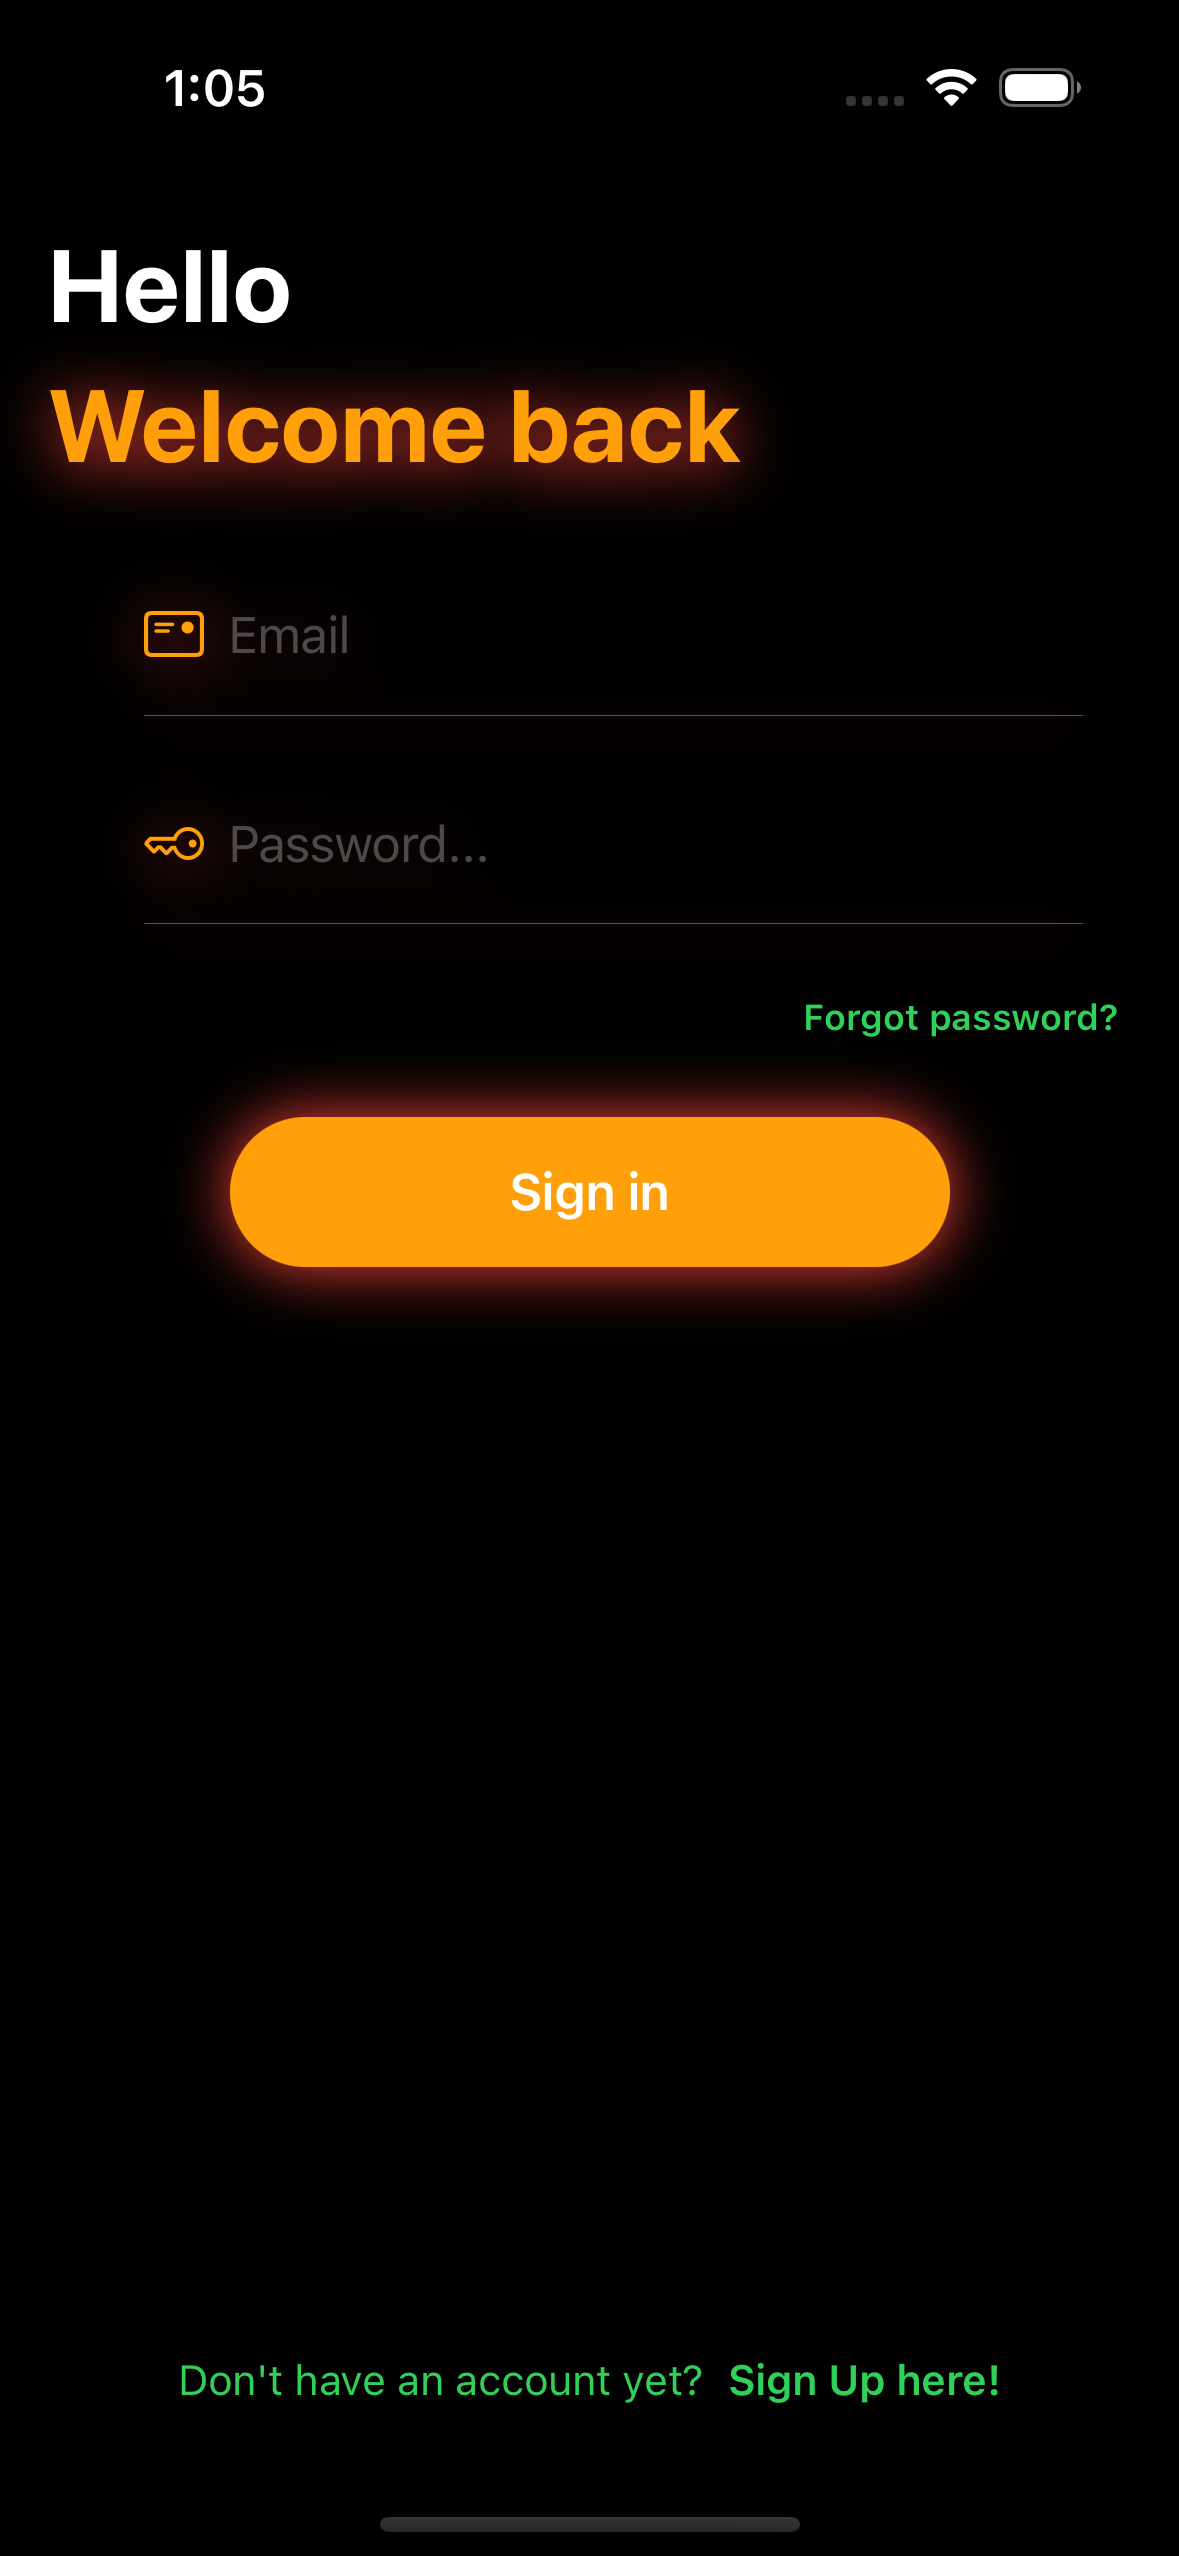 1:05
Hello
Welcome back
Email
Password...
Forgot password?
Sign in
Don't have an account yet? Sign Up here!